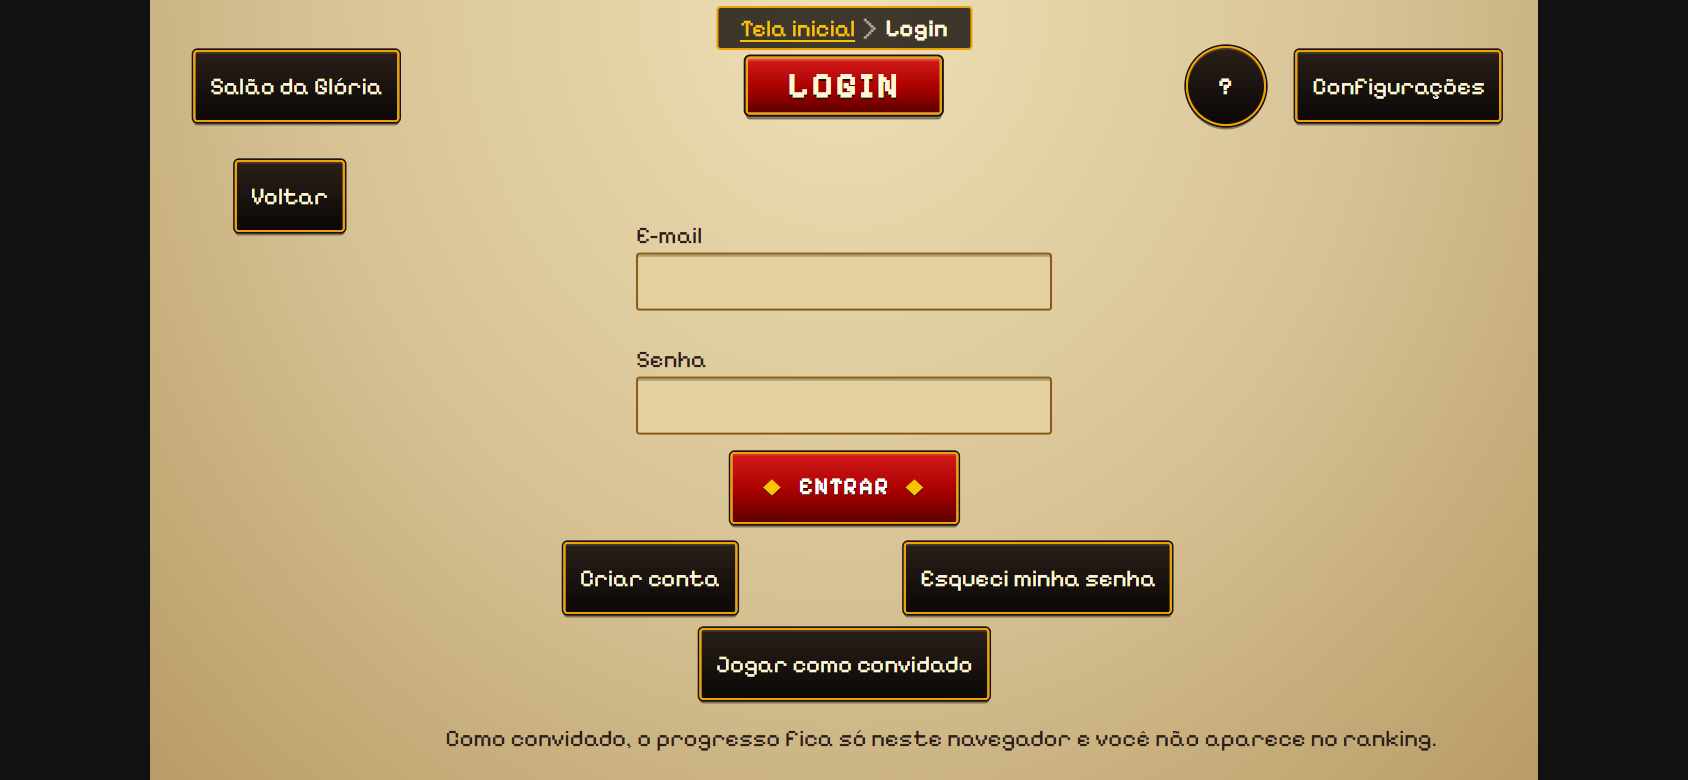 Tela inicial > Login
Salão da Glória
LOGIN
?
Configurações
Voltar
E-mail
Senha
◆ ENTRAR ◆
Criar conta
Esqueci minha senha
Jogar como convidado
Como convidado, o progresso fica só neste navegador e você não aparece no ranking.